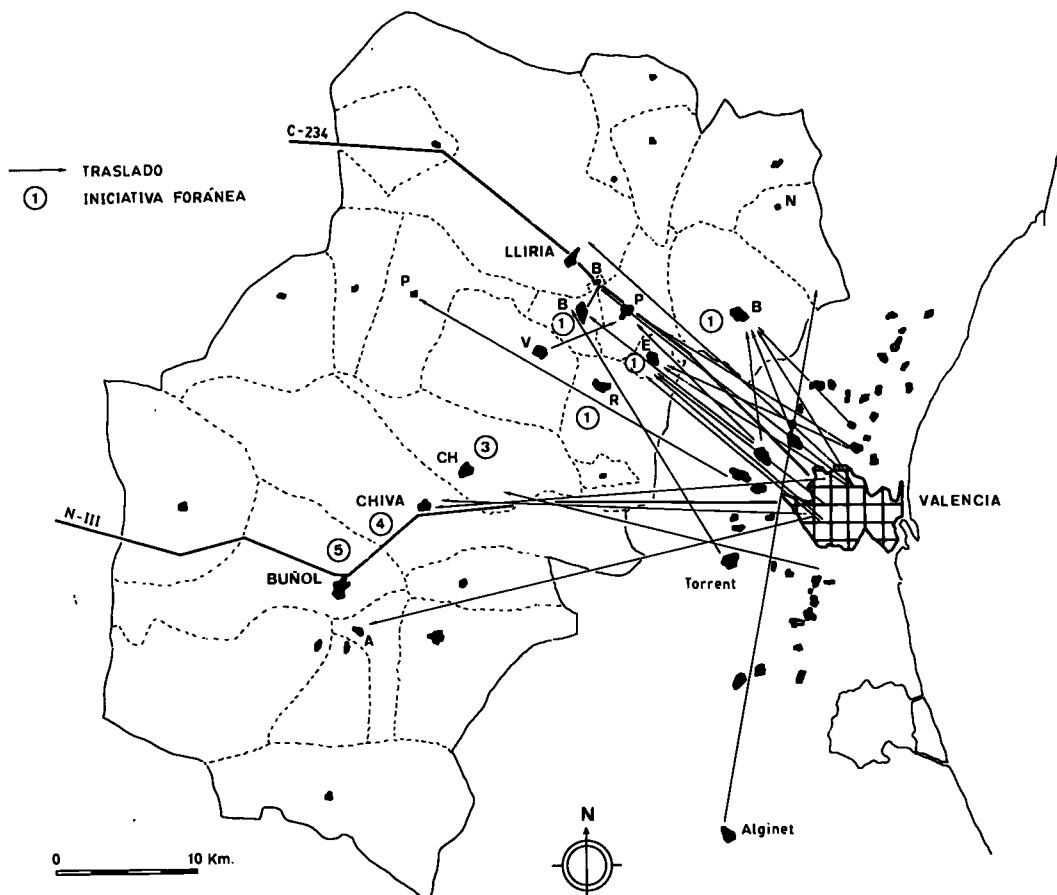 C-234
TRASLADO
1 INICIATIVA FORÁNEA
N
LLIRIA
B
P
P
B
1
B
1
V
E
1
R
1
CH
3
CHIVA
4
N-III
5
BUÑOL
A
VALENCIA
Torrent
N
Alginet
0 10 Km.